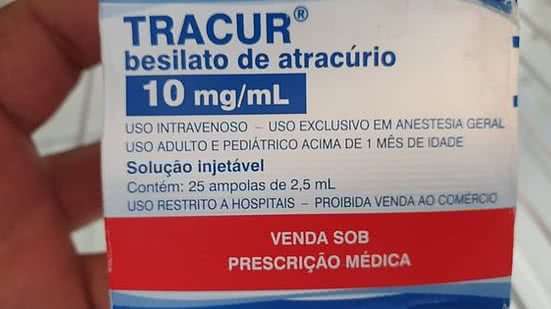 TRACUR®
besilato de atracúrio
10 mg/mL
USO INTRAVENOSO – USO EXCLUSIVO EM ANESTESIA GERAL
USO ADULTO E PEDIÁTRICO ACIMA DE 1 MÊS DE IDADE
Solução injetável
Contém: 25 ampolas de 2,5 mL
USO RESTRITO A HOSPITAIS – PROIBIDA VENDA AO COMÉRCIO
VENDA SOB
PRESCRIÇÃO MÉDICA